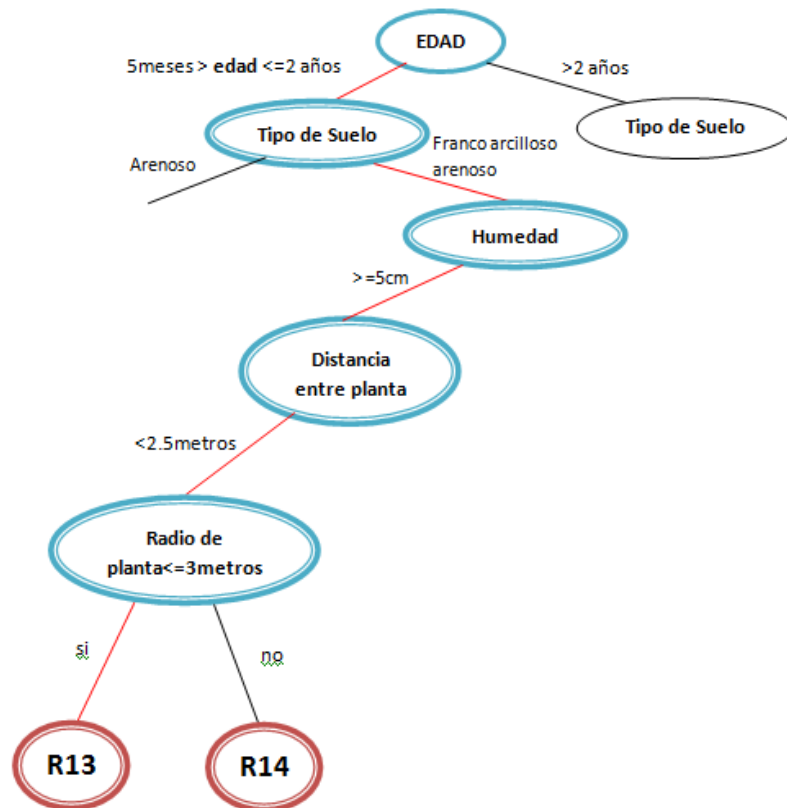 EDAD
5meses > edad <=2 años
>2 años
Tipo de Suelo
Tipo de Suelo
Arenoso
Franco arcilloso
arenoso
Humedad
>=5cm
Distancia
entre planta
<2.5metros
Radio de
planta<=3metros
si
no
R13
R14